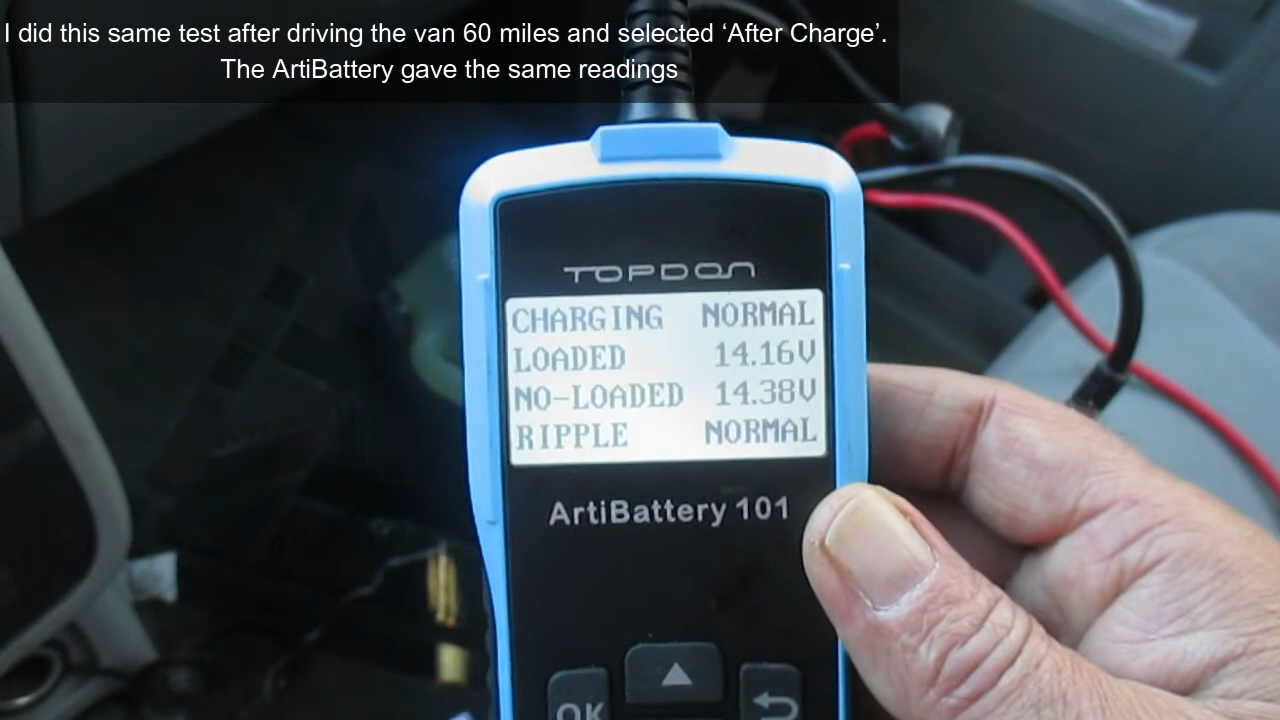 I did this same test after driving the van 60 miles and selected ‘After Charge’.
The ArtiBattery gave the same readings
TOPDON
CHARGING NORMAL
LOADED 14.16V
NO-LOADED 14.38V
RIPPLE NORMAL
ArtiBattery 101
OK